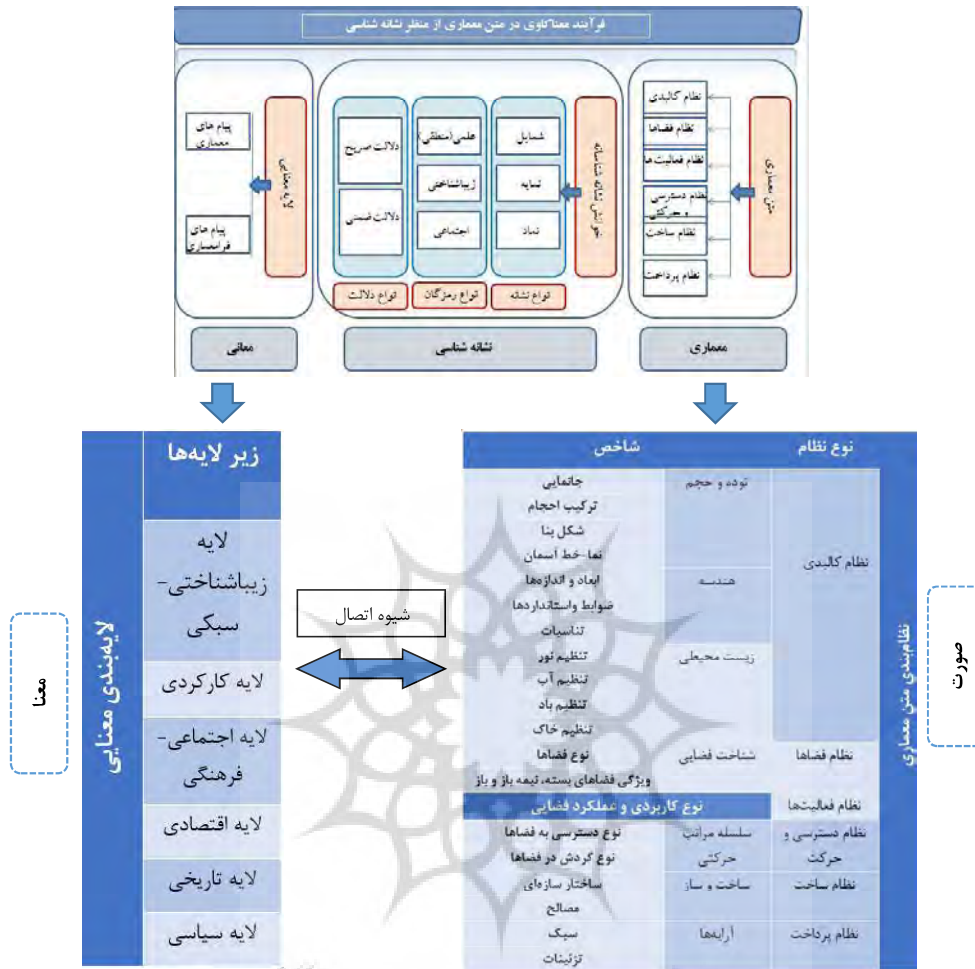 فرآیند معناکاوی در متن معماری از منظر نشانه شناسی
متن معماری
نظام کالبدی
نظام فضاها
نظام فعالیت ها
نظام دسترسی
و حرکتی
نظام ساخت
نظام پرداخت
معماری
خوانش نشانه شناسانه
شمایل
نمایه
نماد
انواع نشانه
علمی(منطقی)
زیباشناختی
اجتماعی
انواع رمزگان
دلالت صریح
دلالت ضمنی
انواع دلالت
نشانه شناسی
لایه معنایی
پیام های
معماری
پیام های
فرامعماری
معانی
صورت
نظام‌بندی متن معماری
نوع نظام
شاخص
نظام کالبدی
توده و حجم
جانمایی
ترکیب احجام
شکل بنا
نما-خط آسمان
هندسه
ابعاد و اندازه‌ها
ضوابط واستانداردها
تناسبات
زیست محیطی
تنظیم نور
تنظیم آب
تنظیم باد
تنظیم خاک
نظام فضاها
شناخت فضایی
نوع فضاها
ویژگی فضاهای بسته، نیمه باز و باز
نظام فعالیت‌ها
نوع کاربردی و عملکرد فضایی
نظام دسترسی و
حرکت
سلسله مراتب
حرکتی
نوع دسترسی به فضاها
نوع گردش در فضاها
نظام ساخت
ساخت و ساز
ساختار سازه‌ای
مصالح
نظام پرداخت
آرایه‌ها
سبک
تزئینات
شیوه اتصال
زیر لایه‌ها
لایه
زیباشناختی-
سبکی
لایه کارکردی
لایه اجتماعی-
فرهنگی
لایه اقتصادی
لایه تاریخی
لایه سیاسی
لایه‌بندی معنایی
معنا